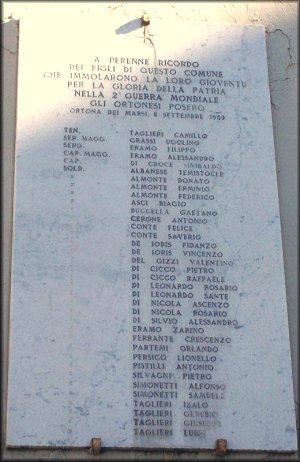 A PERENNE RICORDO
DEI FIGLI DI QUESTO COMUNE
CHE IMMOLARONO LA LORO GIOVENTU'
PER LA GLORIA DELLA PATRIA
NELLA 2ª GUERRA MONDIALE
GLI ORTONESI POSERO
ORTONA DEI MARSI, 8 SETTEMBRE 1969
TEN. TAGLIERI CAMILLO
SER. MAGG. GRASSI UGOLINO
SERG. ERAMO FILIPPO
CAP. MAGG. ERAMO ALESSANDRO
CAP. DI CROCE SINIBALDO
SOLD. ALBANESE TEMISTOCLE
" ALMONTE DONATO
" ALMONTE ERMINIO
" ALMONTE FEDERICO
" ASCI BIAGIO
" BUCCELLA GAETANO
" CERONE ANTONIO
" CONTE FELICE
" CONTE SAVERIO
" DE IORIS FIDANZO
" DE IORIS VINCENZO
" DEL GIZZI VALENTINO
" DI CICCO PIETRO
" DI CICCO RAFFAELE
" DI LEONARDO ROSARIO
" DI LEONARDO SANTE
" DI NICOLA ASCENZO
" DI NICOLA ROSARIO
" DI SILVIO ALESSANDRO
" ERAMO ZARINO
" FERRANTE CRESCENZO
" PARTEMI ORLANDO
" PERSICO LIONELLO
" PISTILLI ANTONIO
" SILVAGNI PIETRO
" SIMONETTI ALFONSO
" SIMONETTI SAMUELE
" TAGLIERI IDALO
" TAGLIERI GENESIO
" TAGLIERI GIUSEPPE
" TAGLIERI LUIGI